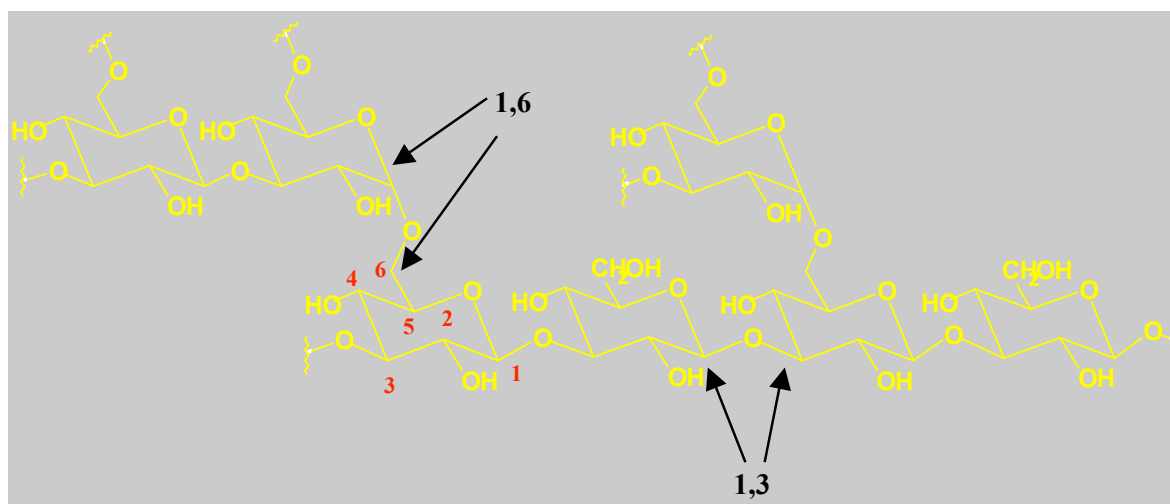 O O O
O O 1,6 O
HO HO HO
O O O
OH OH OH
O O
6 CH2OH CH2OH
4
O O O O
HO HO HO HO
5 2
O O O O O
3 OH 1 OH OH OH
1,3